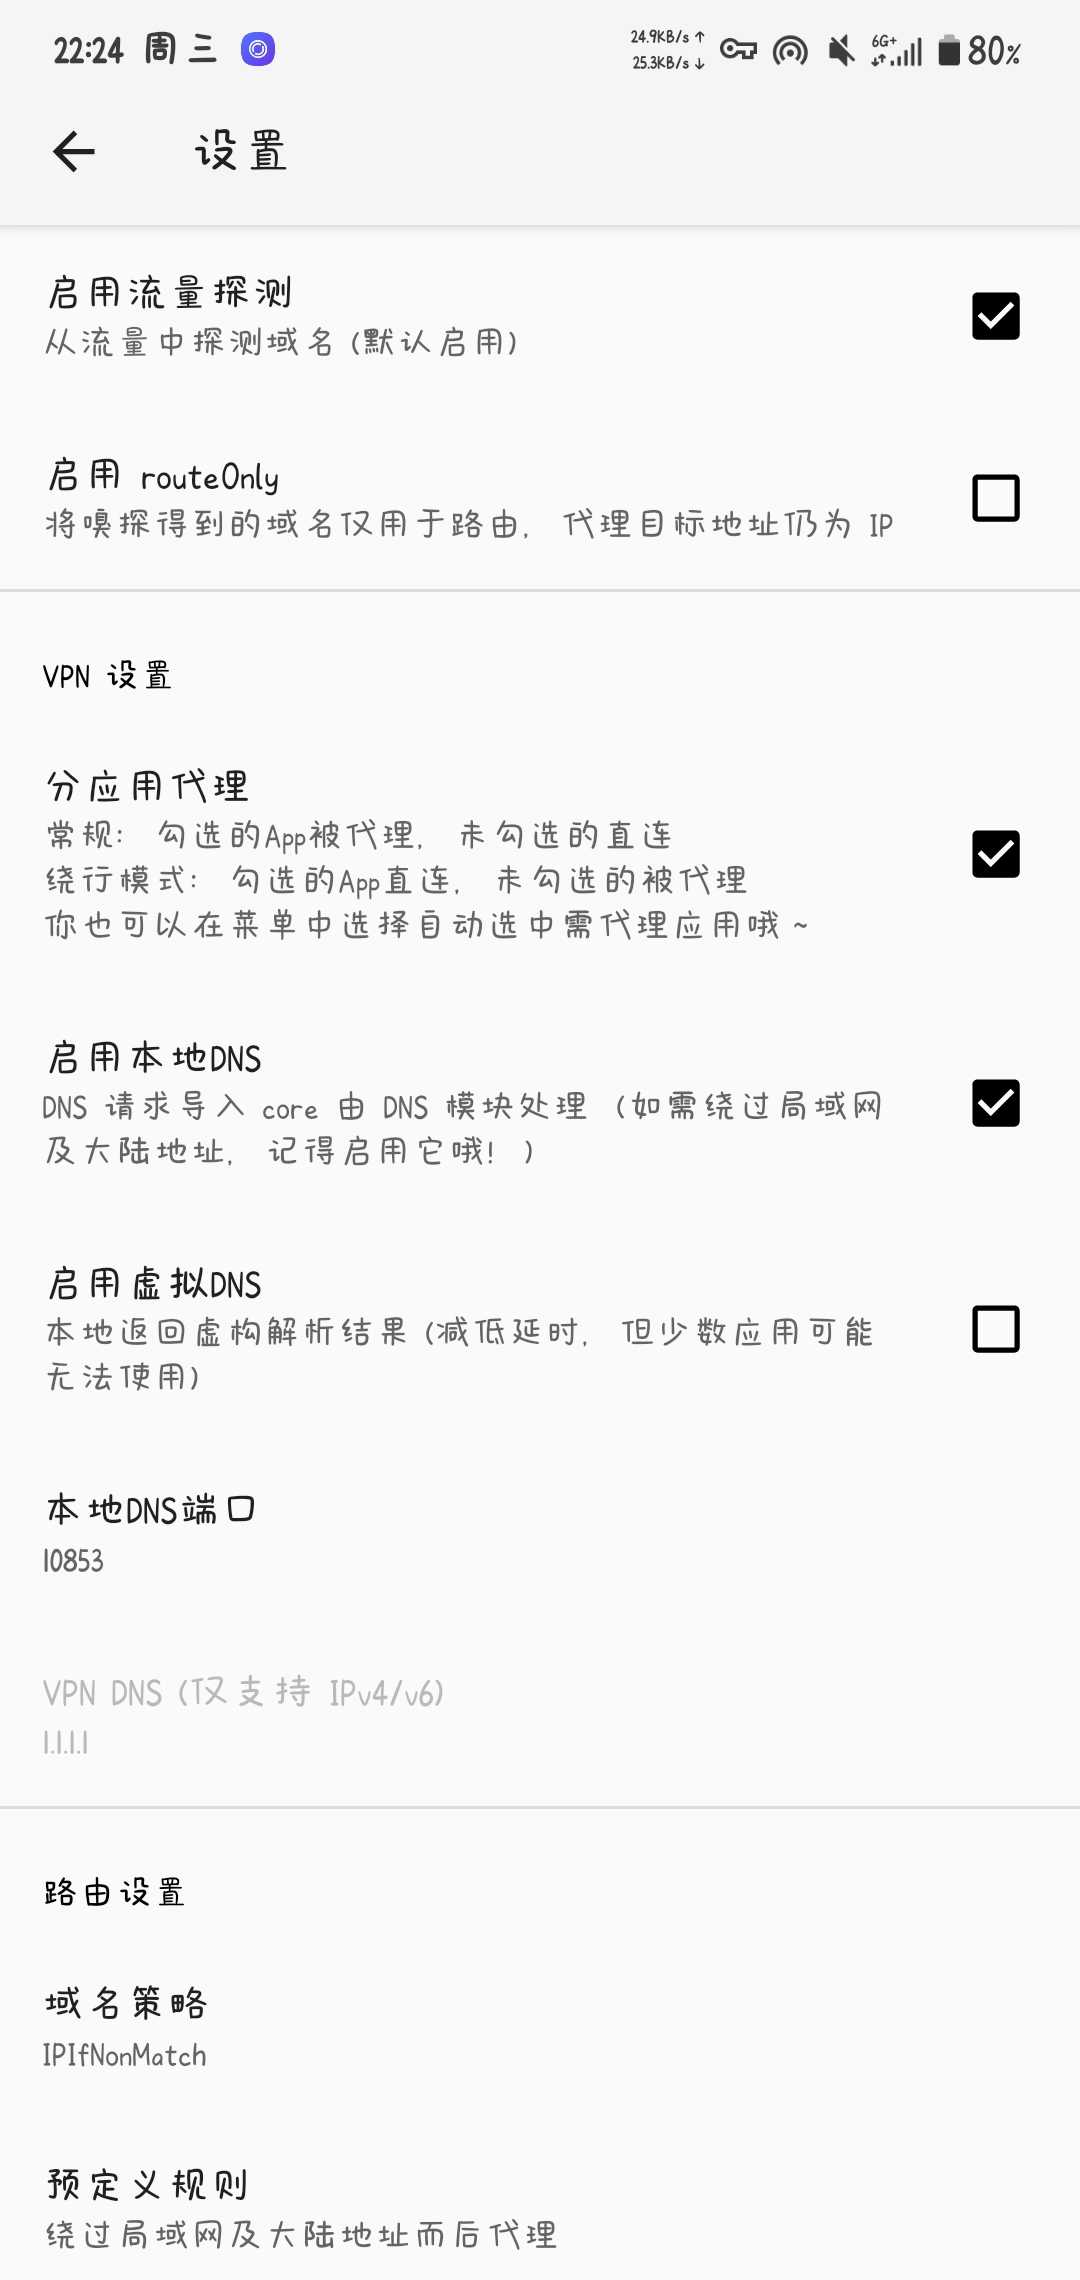 22:24 周三
24.9KB/s ↑
25.3KB/s ↓
6G+
80%
设置
启用流量探测
从流量中探测域名 (默认启用)
启用 routeOnly
将嗅探得到的域名仅用于路由, 代理目标地址仍为 IP
VPN 设置
分应用代理
常规: 勾选的App被代理, 未勾选的直连
绕行模式: 勾选的App直连, 未勾选的被代理
你也可以在菜单中选择自动选中需代理应用哦 ~
启用本地DNS
DNS 请求导入 core 由 DNS 模块处理 (如需绕过局域网
及大陆地址, 记得启用它哦! )
启用虚拟DNS
本地返回虚构解析结果 (减低延时, 但少数应用可能
无法使用)
本地DNS端口
10853
VPN DNS (仅支持 IPv4/v6)
1.1.1.1
路由设置
域名策略
IPIfNonMatch
预定义规则
绕过局域网及大陆地址而后代理